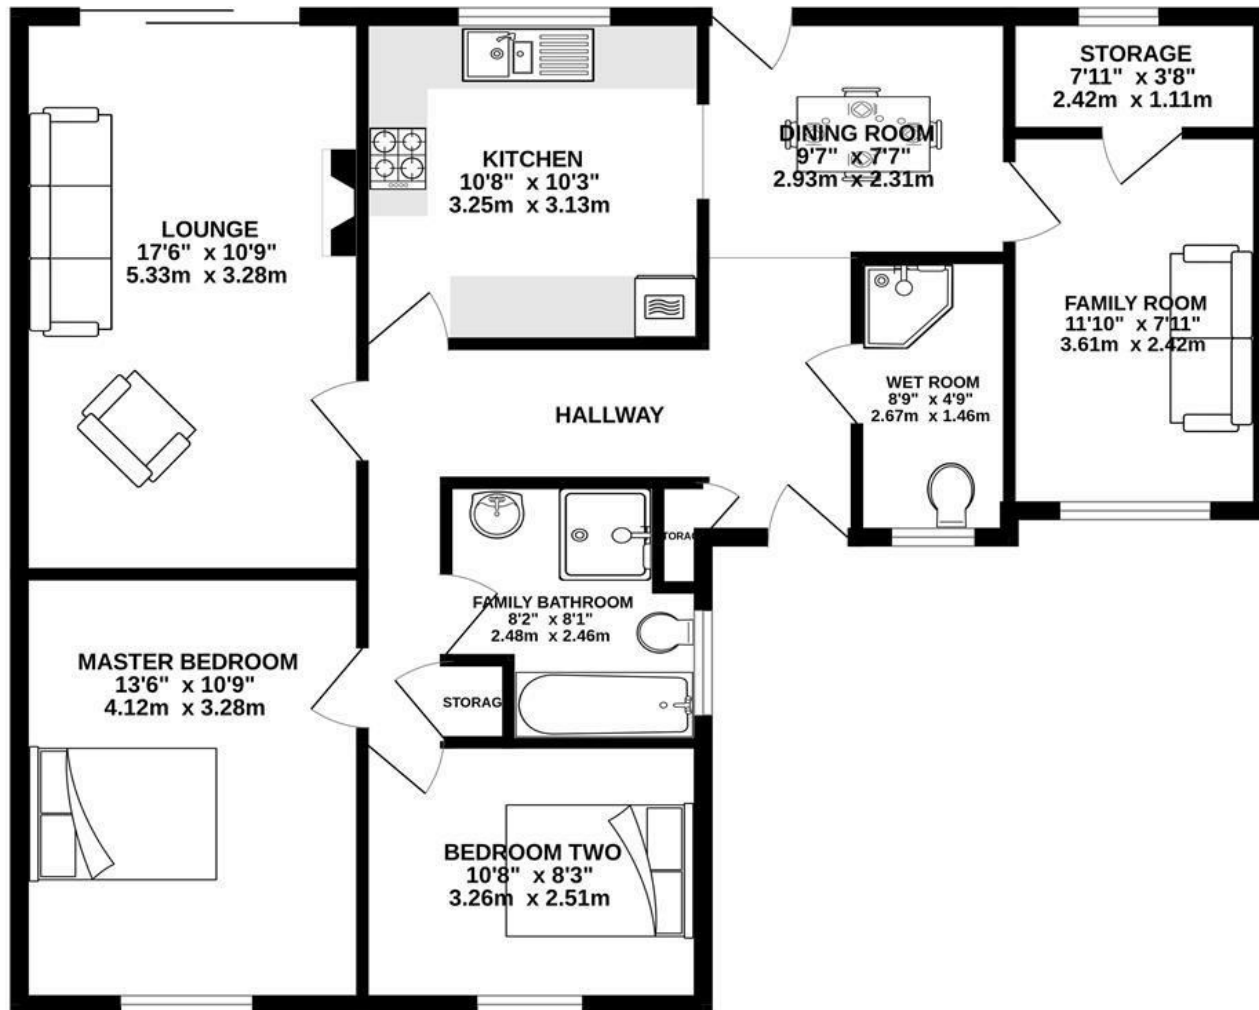 STORAGE
7'11" x 3'8"
2.42m x 1.11m
DINING ROOM
9'7" x 7'7"
2.93m x 2.31m
KITCHEN
10'8" x 10'3"
3.25m x 3.13m
LOUNGE
17'6" x 10'9"
5.33m x 3.28m
FAMILY ROOM
11'10" x 7'11"
3.61m x 2.42m
WET ROOM
8'9" x 4'9"
2.67m x 1.46m
HALLWAY
TORAG
FAMILY BATHROOM
8'2" x 8'1"
2.48m x 2.46m
MASTER BEDROOM
13'6" x 10'9"
4.12m x 3.28m
STORAG
BEDROOM TWO
10'8" x 8'3"
3.26m x 2.51m